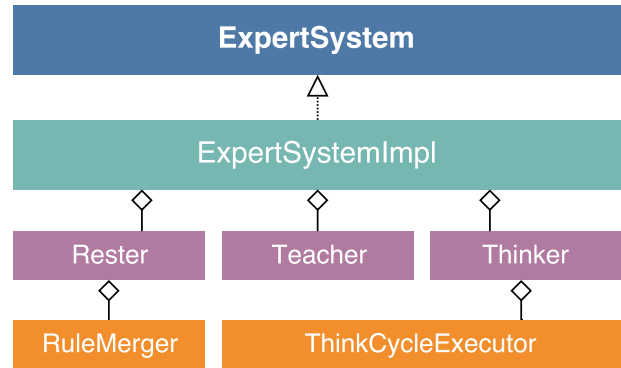 ExpertSystem
ExpertSystemImpl
Rester
Teacher
Thinker
RuleMerger
ThinkCycleExecutor